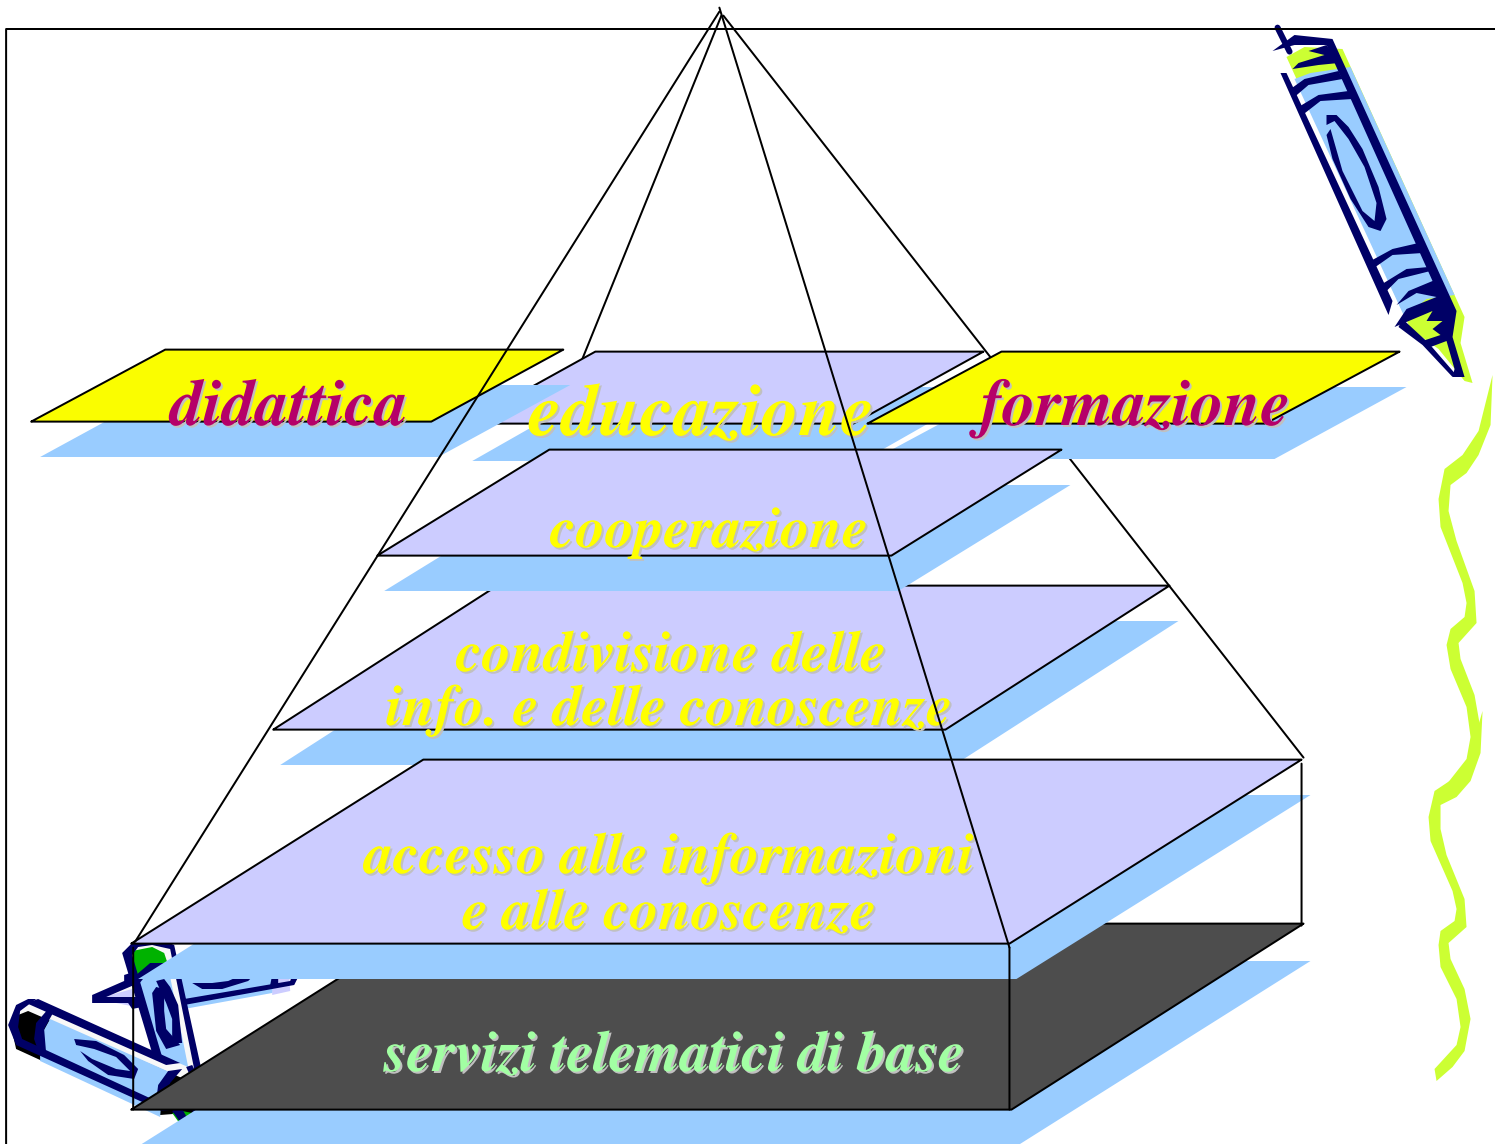 didattica
educazione
formazione
cooperazione
condivisione delle
info. e delle conoscenze
accesso alle informazioni
e alle conoscenze
servizi telematici di base